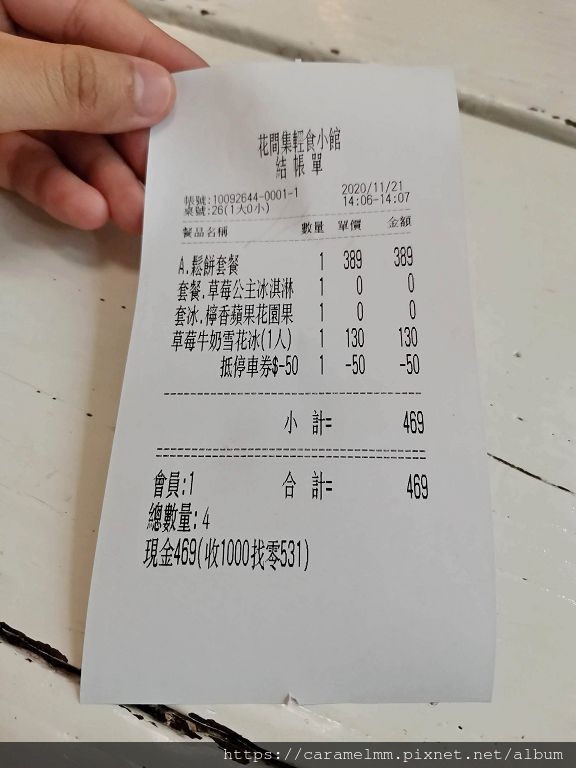 花間集輕食小館
結帳單
帳號:10092644-0001-1 2020/11/21
桌號:26(1大0小) 14:06-14:07
餐品名稱 數量 單價 金額
A.鬆餅套餐 1 389 389
套餐.草莓公主冰淇淋 1 0 0
套冰.檸香蘋果花園果 1 0 0
草莓牛奶雪花冰(1人) 1 130 130
抵停車券$-50 1 -50 -50
小計= 469
會員:1 合計= 469
總數量:4
現金469(收1000找零531)
https://caramelmm.pixnet.net/album